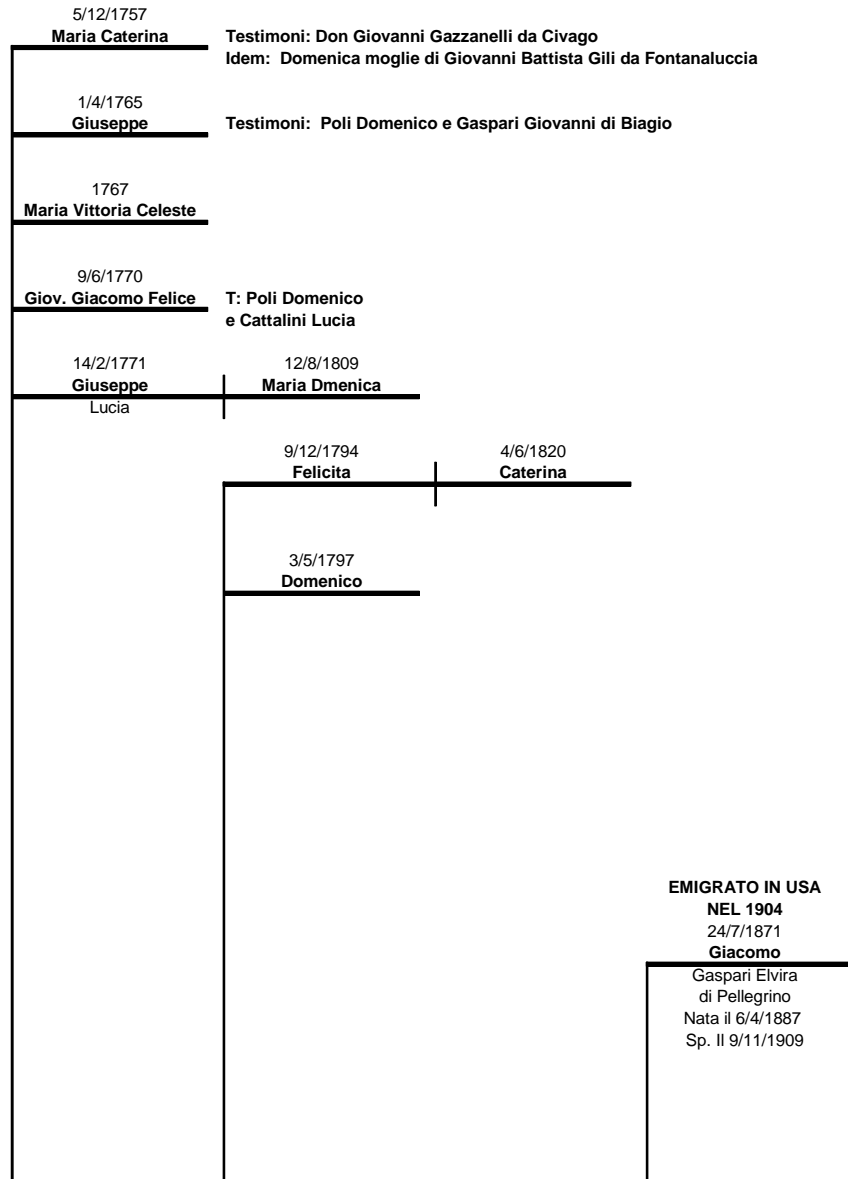 5/12/1757
Maria Caterina Testimoni: Don Giovanni Gazzanelli da Civago
Idem: Domenica moglie di Giovanni Battista Gili da Fontanaluccia
1/4/1765
Giuseppe Testimoni: Poli Domenico e Gaspari Giovanni di Biagio
1767
Maria Vittoria Celeste
9/6/1770
Giov. Giacomo Felice T: Poli Domenico
e Cattalini Lucia
14/2/1771 12/8/1809
Giuseppe Maria Dmenica
Lucia
9/12/1794 4/6/1820
Felicita Caterina
3/5/1797
Domenico
EMIGRATO IN USA
NEL 1904
24/7/1871
Giacomo
Gaspari Elvira
di Pellegrino
Nata il 6/4/1887
Sp. Il 9/11/1909